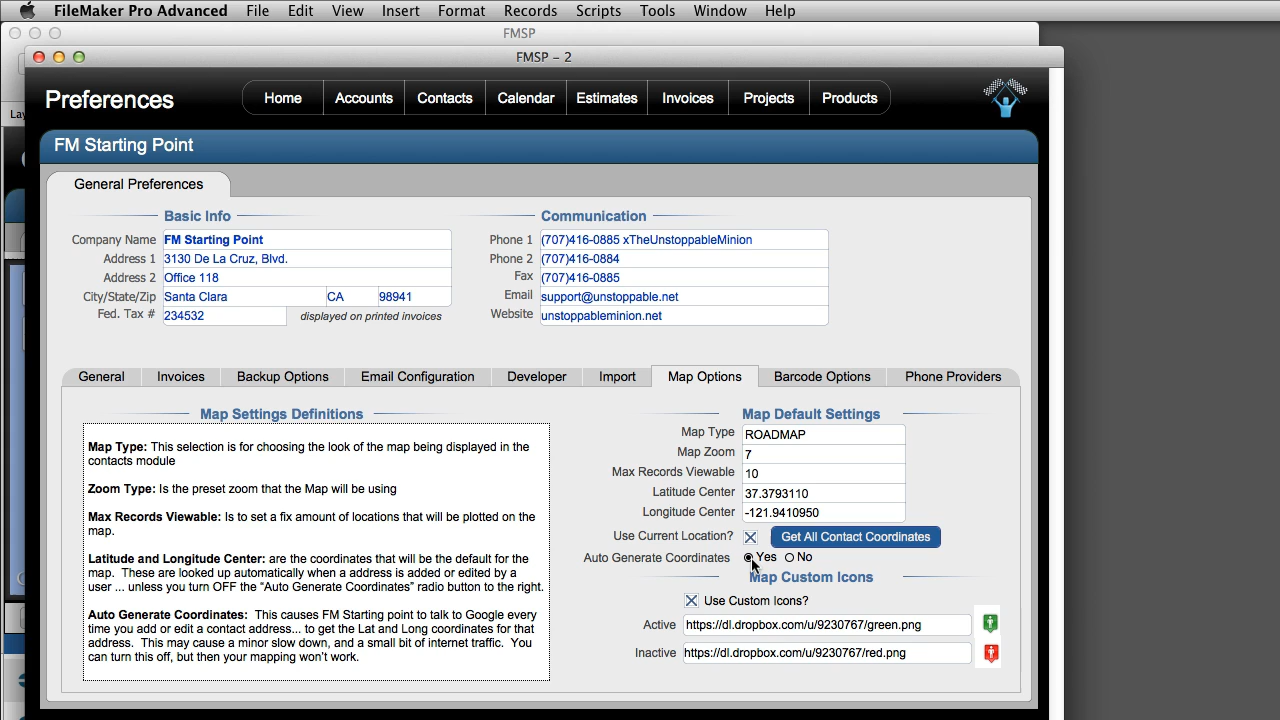 FileMaker Pro Advanced File Edit View Insert Format Records Scripts Tools Window Help
FMSP
FMSP – 2
Lay
Preferences
Home Accounts Contacts Calendar Estimates Invoices Projects Products
FM Starting Point
General Preferences
Basic Info
Company Name FM Starting Point
Address 1 3130 De La Cruz, Blvd.
Address 2 Office 118
City/State/Zip Santa Clara CA 98941
Fed. Tax # 234532 displayed on printed invoices
Communication
Phone 1 (707)416-0885 xTheUnstoppableMinion
Phone 2 (707)416-0884
Fax (707)416-0885
Email support@unstoppable.net
Website unstoppableminion.net
General Invoices Backup Options Email Configuration Developer Import Map Options Barcode Options Phone Providers
Map Settings Definitions
Map Type: This selection is for choosing the look of the map being displayed in the
contacts module
Zoom Type: Is the preset zoom that the Map will be using
Max Records Viewable: Is to set a fix amount of locations that will be plotted on the
map.
Latitude and Longitude Center: are the coordinates that will be the default for the
map. These are looked up automatically when a address is added or edited by a
user ... unless you turn OFF the “Auto Generate Coordinates” radio button to the right.
Auto Generate Coordinates: This causes FM Starting point to talk to Google every
time you add or edit a contact address... to get the Lat and Long coordinates for that
address. This may cause a minor slow down, and a small bit of internet traffic. You
can turn this off, but then your mapping won't work.
Map Default Settings
Map Type ROADMAP
Map Zoom 7
Max Records Viewable 10
Latitude Center 37.3793110
Longitude Center -121.9410950
Use Current Location? Get All Contact Coordinates
Auto Generate Coordinates Yes No
Map Custom Icons
Use Custom Icons?
Active https://dl.dropbox.com/u/9230767/green.png
Inactive https://dl.dropbox.com/u/9230767/red.png